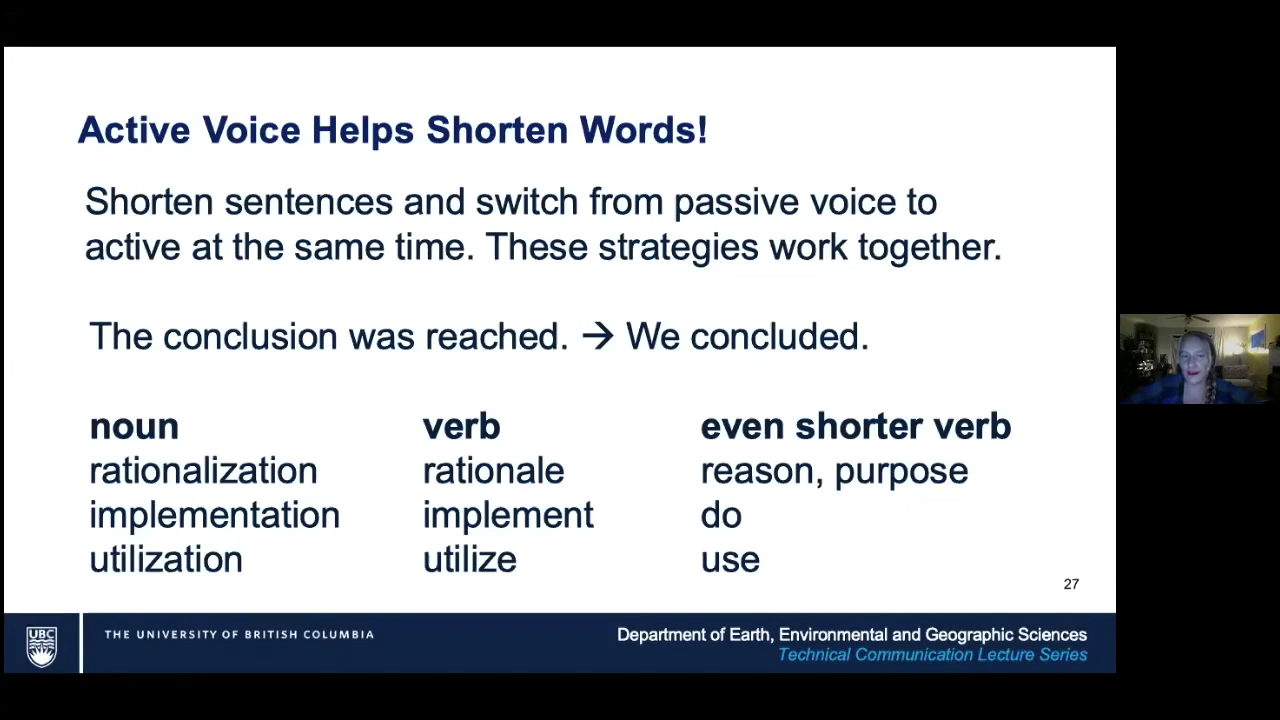 Active Voice Helps Shorten Words!
Shorten sentences and switch from passive voice to
active at the same time. These strategies work together.
The conclusion was reached. → We concluded.
noun verb even shorter verb
rationalization rationale reason, purpose
implementation implement do
utilization utilize use
27
UBC
THE UNIVERSITY OF BRITISH COLUMBIA
Department of Earth, Environmental and Geographic Sciences
Technical Communication Lecture Series